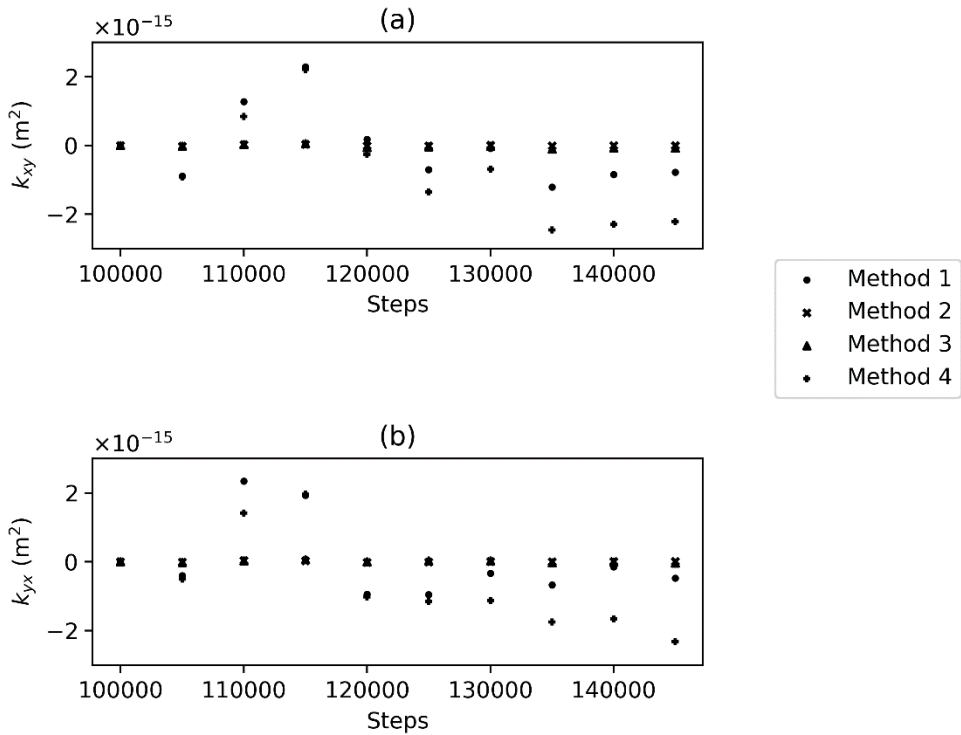 (a)
×10⁻¹⁵
k_xy (m²)
2
0
−2
100000 110000 120000 130000 140000
Steps
Method 1
Method 2
Method 3
Method 4
(b)
×10⁻¹⁵
k_yx (m²)
2
0
−2
100000 110000 120000 130000 140000
Steps